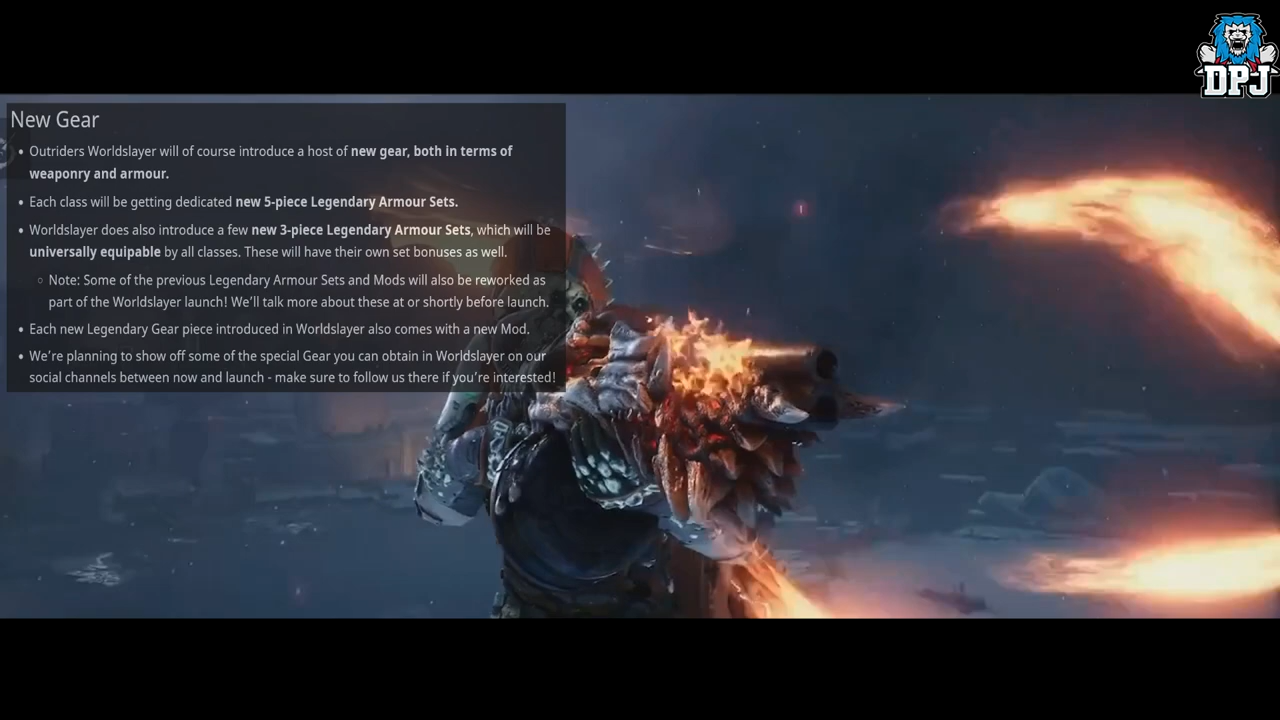 DPJ
New Gear
• Outriders Worldslayer will of course introduce a host of new gear, both in terms of
weaponry and armour.
• Each class will be getting dedicated new 5-piece Legendary Armour Sets.
• Worldslayer does also introduce a few new 3-piece Legendary Armour Sets, which will be
universally equipable by all classes. These will have their own set bonuses as well.
○ Note: Some of the previous Legendary Armour Sets and Mods will also be reworked as
part of the Worldslayer launch! We’ll talk more about these at or shortly before launch.
• Each new Legendary Gear piece introduced in Worldslayer also comes with a new Mod.
• We’re planning to show off some of the special Gear you can obtain in Worldslayer on our
social channels between now and launch - make sure to follow us there if you’re interested!